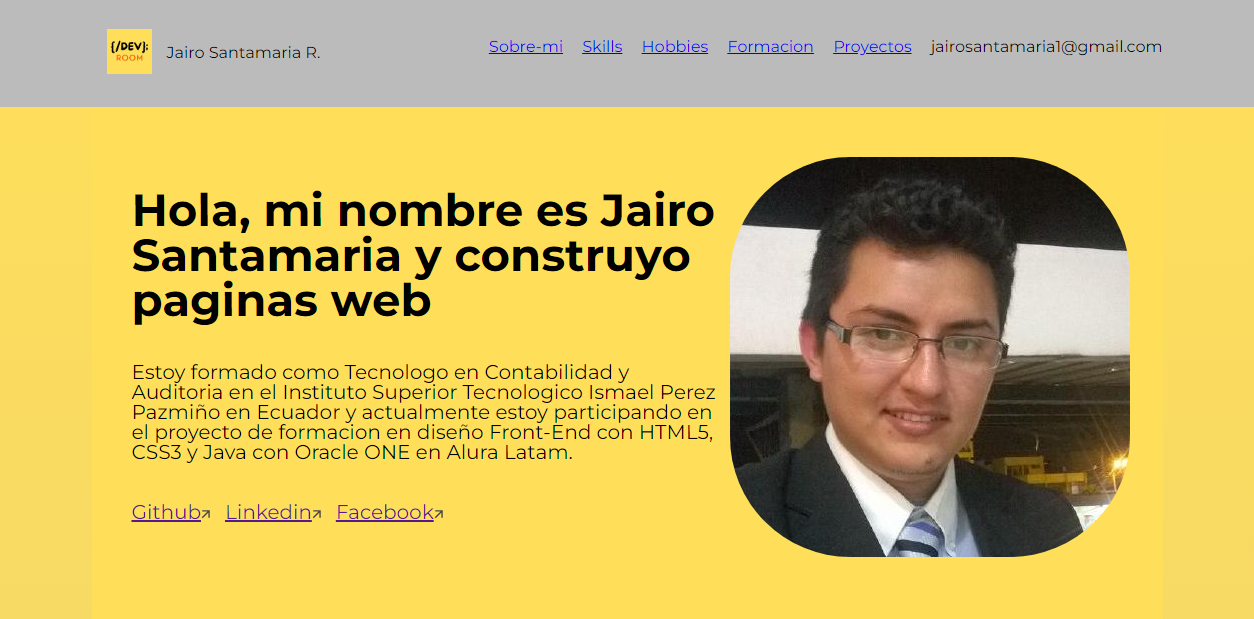 {/DEV};
ROOM
Jairo Santamaria R.
Sobre-mi Skills Hobbies Formacion Proyectos jairosantamaria1@gmail.com
Hola, mi nombre es Jairo
Santamaria y construyo
paginas web
Estoy formado como Tecnologo en Contabilidad y
Auditoria en el Instituto Superior Tecnologico Ismael Perez
Pazmiño en Ecuador y actualmente estoy participando en
el proyecto de formacion en diseño Front-End con HTML5,
CSS3 y Java con Oracle ONE en Alura Latam.
Github Linkedin Facebook